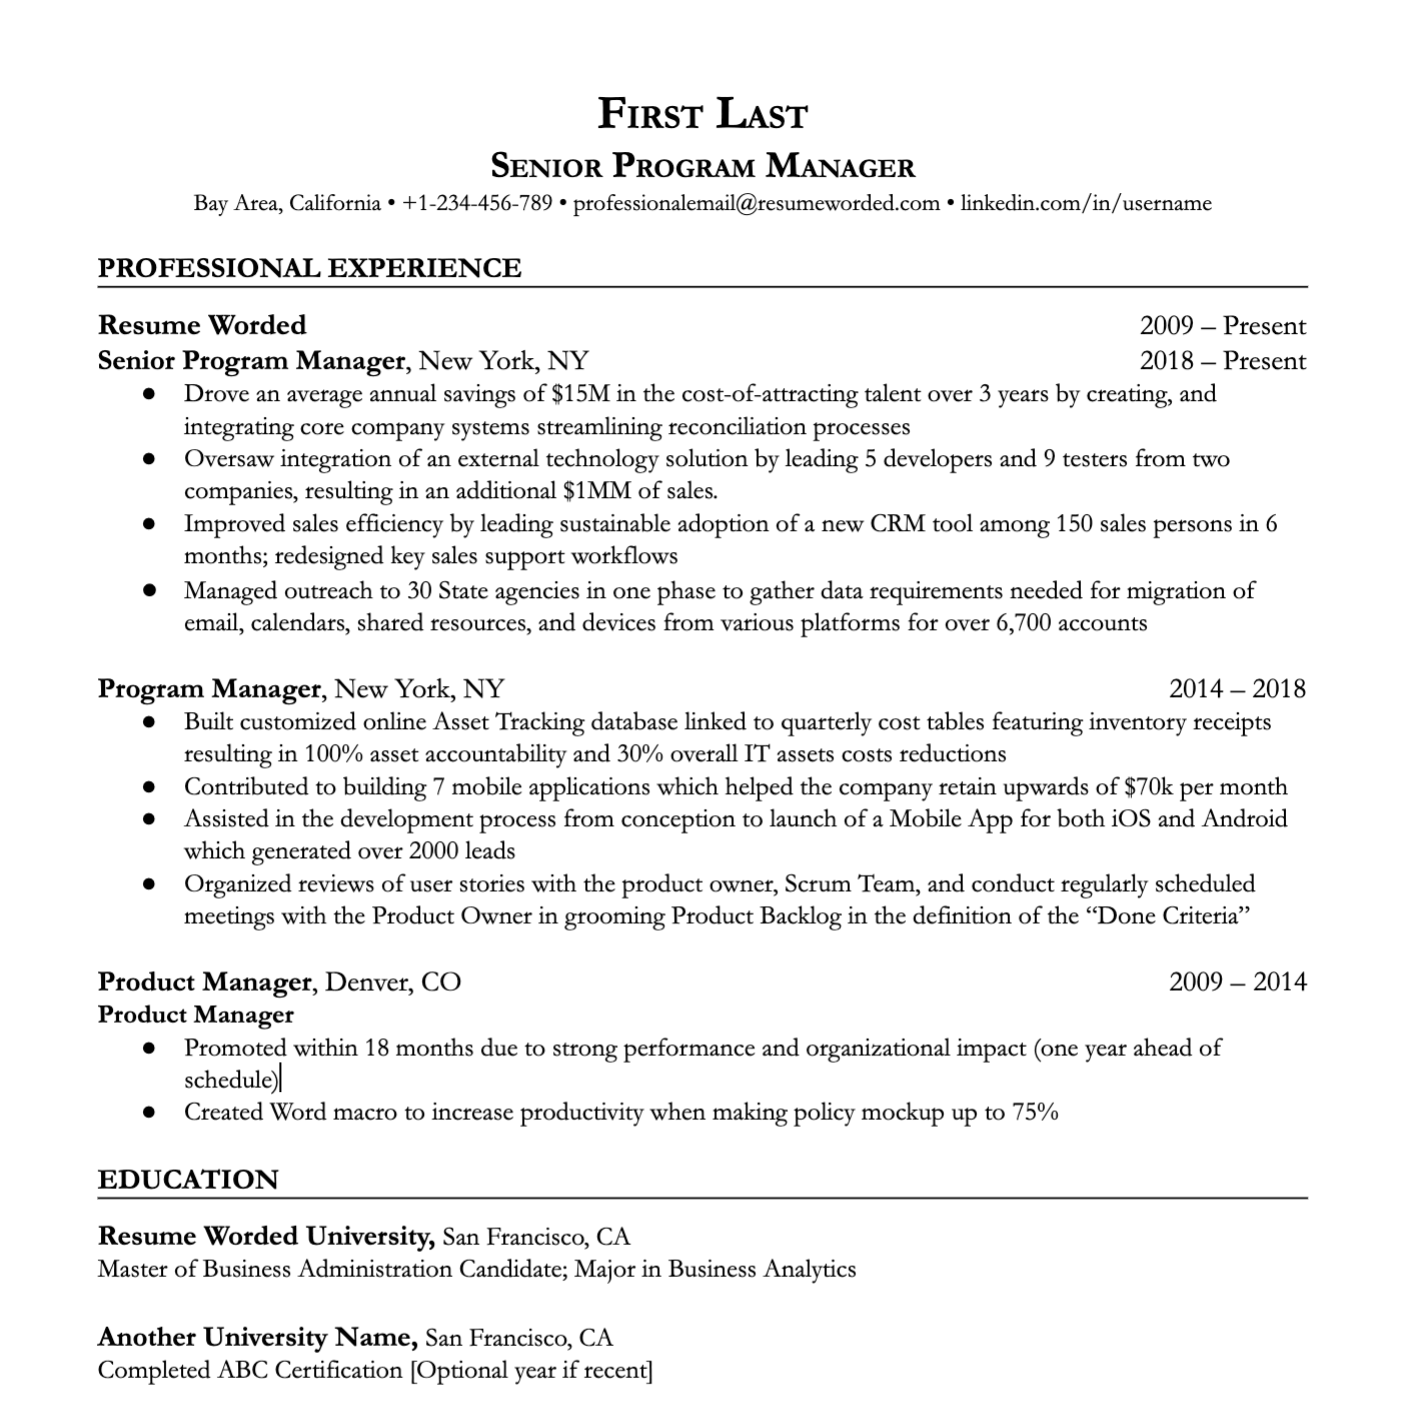 First Last
Senior Program Manager
Bay Area, California • +1-234-456-789 • professionalemail@resumeworded.com • linkedin.com/in/username
PROFESSIONAL EXPERIENCE
Resume Worded 2009 – Present
Senior Program Manager, New York, NY 2018 – Present
● Drove an average annual savings of $15M in the cost-of-attracting talent over 3 years by creating, and
integrating core company systems streamlining reconciliation processes
● Oversaw integration of an external technology solution by leading 5 developers and 9 testers from two
companies, resulting in an additional $1MM of sales.
● Improved sales efficiency by leading sustainable adoption of a new CRM tool among 150 sales persons in 6
months; redesigned key sales support workflows
● Managed outreach to 30 State agencies in one phase to gather data requirements needed for migration of
email, calendars, shared resources, and devices from various platforms for over 6,700 accounts
Program Manager, New York, NY 2014 – 2018
● Built customized online Asset Tracking database linked to quarterly cost tables featuring inventory receipts
resulting in 100% asset accountability and 30% overall IT assets costs reductions
● Contributed to building 7 mobile applications which helped the company retain upwards of $70k per month
● Assisted in the development process from conception to launch of a Mobile App for both iOS and Android
which generated over 2000 leads
● Organized reviews of user stories with the product owner, Scrum Team, and conduct regularly scheduled
meetings with the Product Owner in grooming Product Backlog in the definition of the “Done Criteria”
Product Manager, Denver, CO 2009 – 2014
Product Manager
● Promoted within 18 months due to strong performance and organizational impact (one year ahead of
schedule)
● Created Word macro to increase productivity when making policy mockup up to 75%
EDUCATION
Resume Worded University, San Francisco, CA
Master of Business Administration Candidate; Major in Business Analytics
Another University Name, San Francisco, CA
Completed ABC Certification [Optional year if recent]